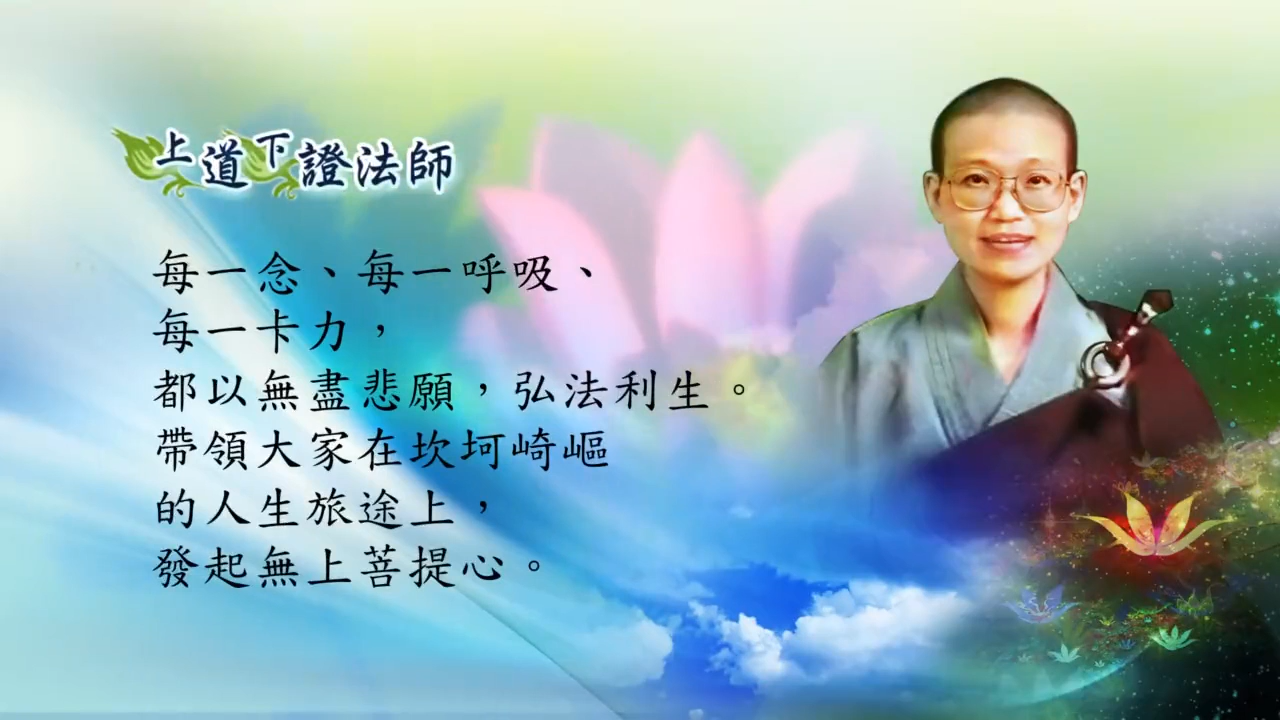 上道下證法師
每一念、每一呼吸、
每一卡力，
都以無盡悲願，弘法利生。
帶領大家在坎坷崎嶇
的人生旅途上，
發起無上菩提心。